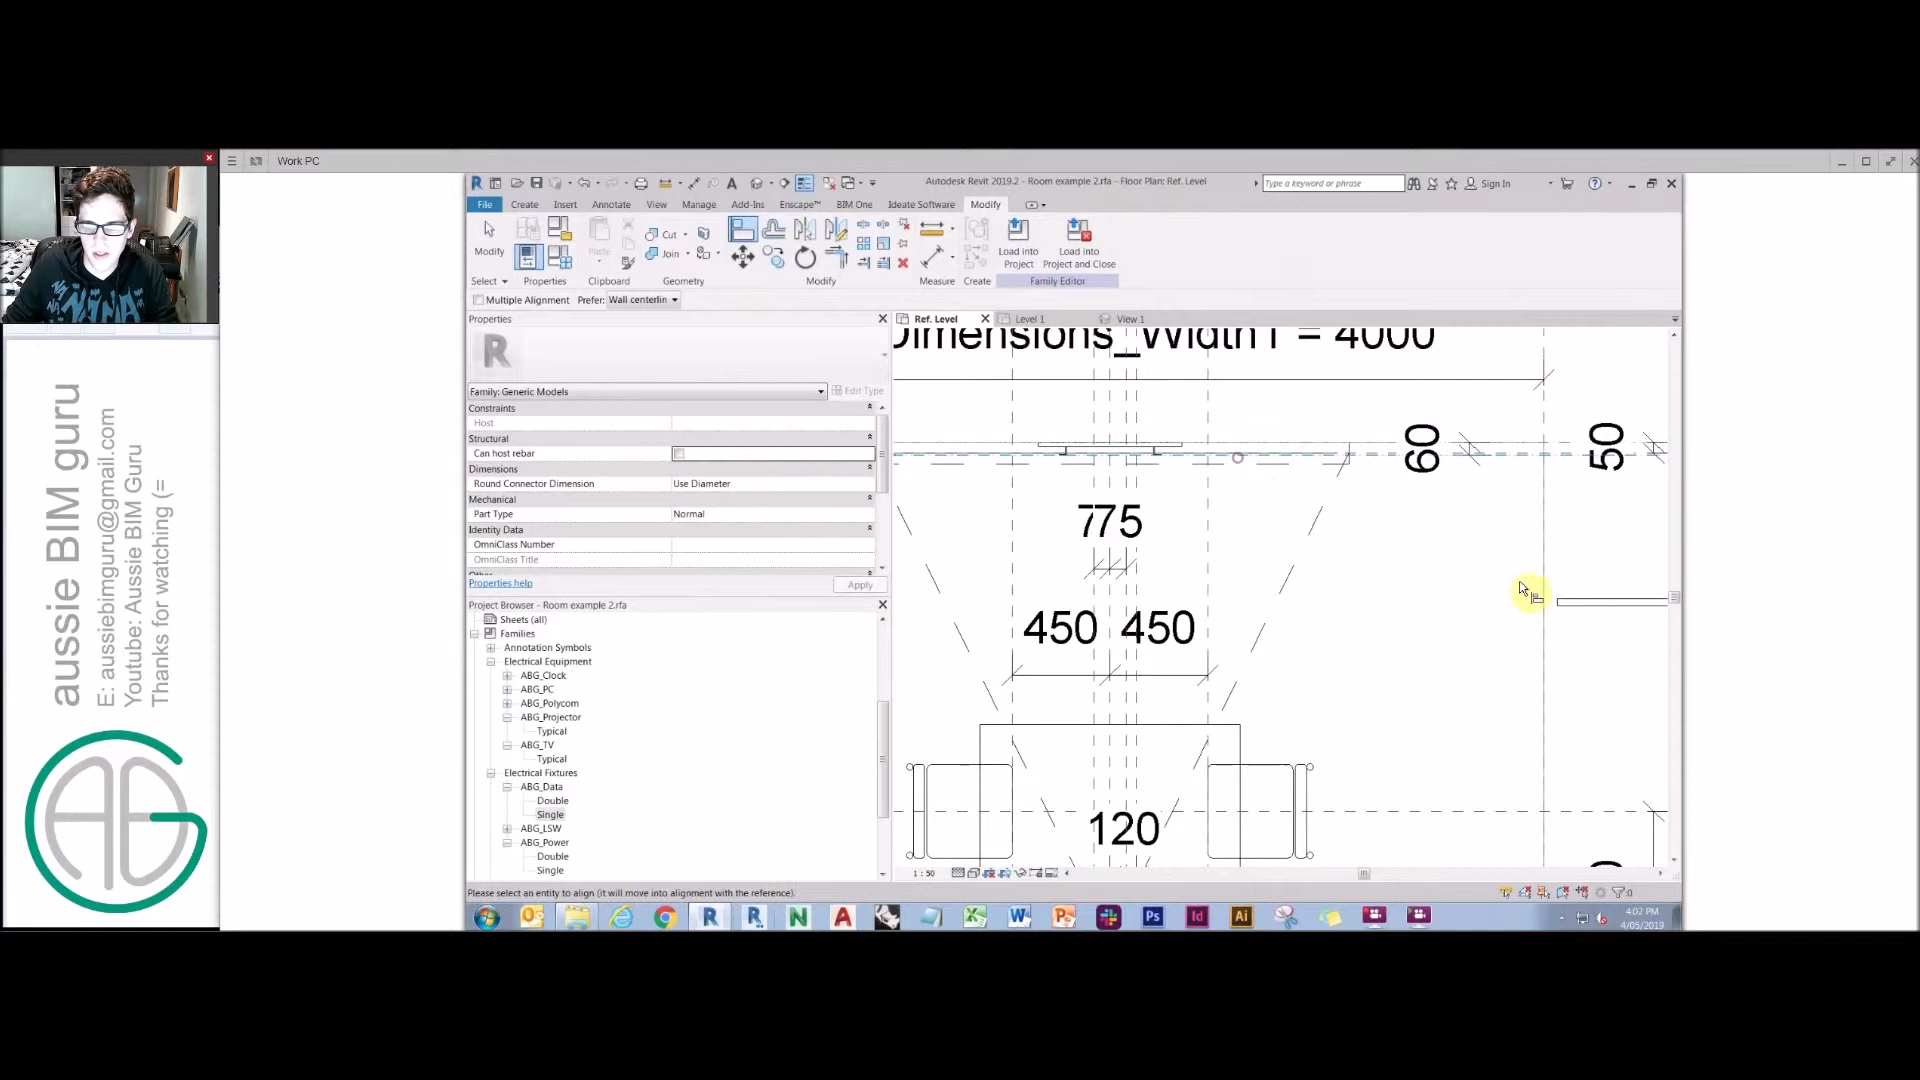 Work PC
Autodesk Revit 2019.2 - Room example 2.rfa - Floor Plan: Ref. Level
Type a keyword or phrase
Sign In
File Create Insert Annotate View Manage Add-Ins Enscape™ BIM One Ideate Software Modify
Modify
Paste
Cut
Join
Load into
Project
Load into
Project and Close
Select Properties Clipboard Geometry Modify Measure Create Family Editor
Multiple Alignment Prefer: Wall centerlin
Properties
Family: Generic Models
Edit Type
Constraints
Host
Structural
Can host rebar
Dimensions
Round Connector Dimension Use Diameter
Mechanical
Part Type Normal
Identity Data
OmniClass Number
OmniClass Title
Properties help
Apply
Project Browser - Room example 2.rfa
Sheets (all)
Families
Annotation Symbols
Electrical Equipment
ABG_Clock
ABG_PC
ABG_Polycom
ABG_Projector
Typical
ABG_TV
Typical
Electrical Fixtures
ABG_Data
Double
Single
ABG_LSW
ABG_Power
Double
Single
Ref. Level
Level 1
View 1
Dimensions_Width1 = 4000
60
50
775
450 450
120
1 : 50
Please select an entity to align (it will move into alignment with the reference).
:0
4:02 PM
4/05/2019
aussie BIM guru
E: aussiebimguru@gmail.com
Youtube: Aussie BIM Guru
Thanks for watching (=